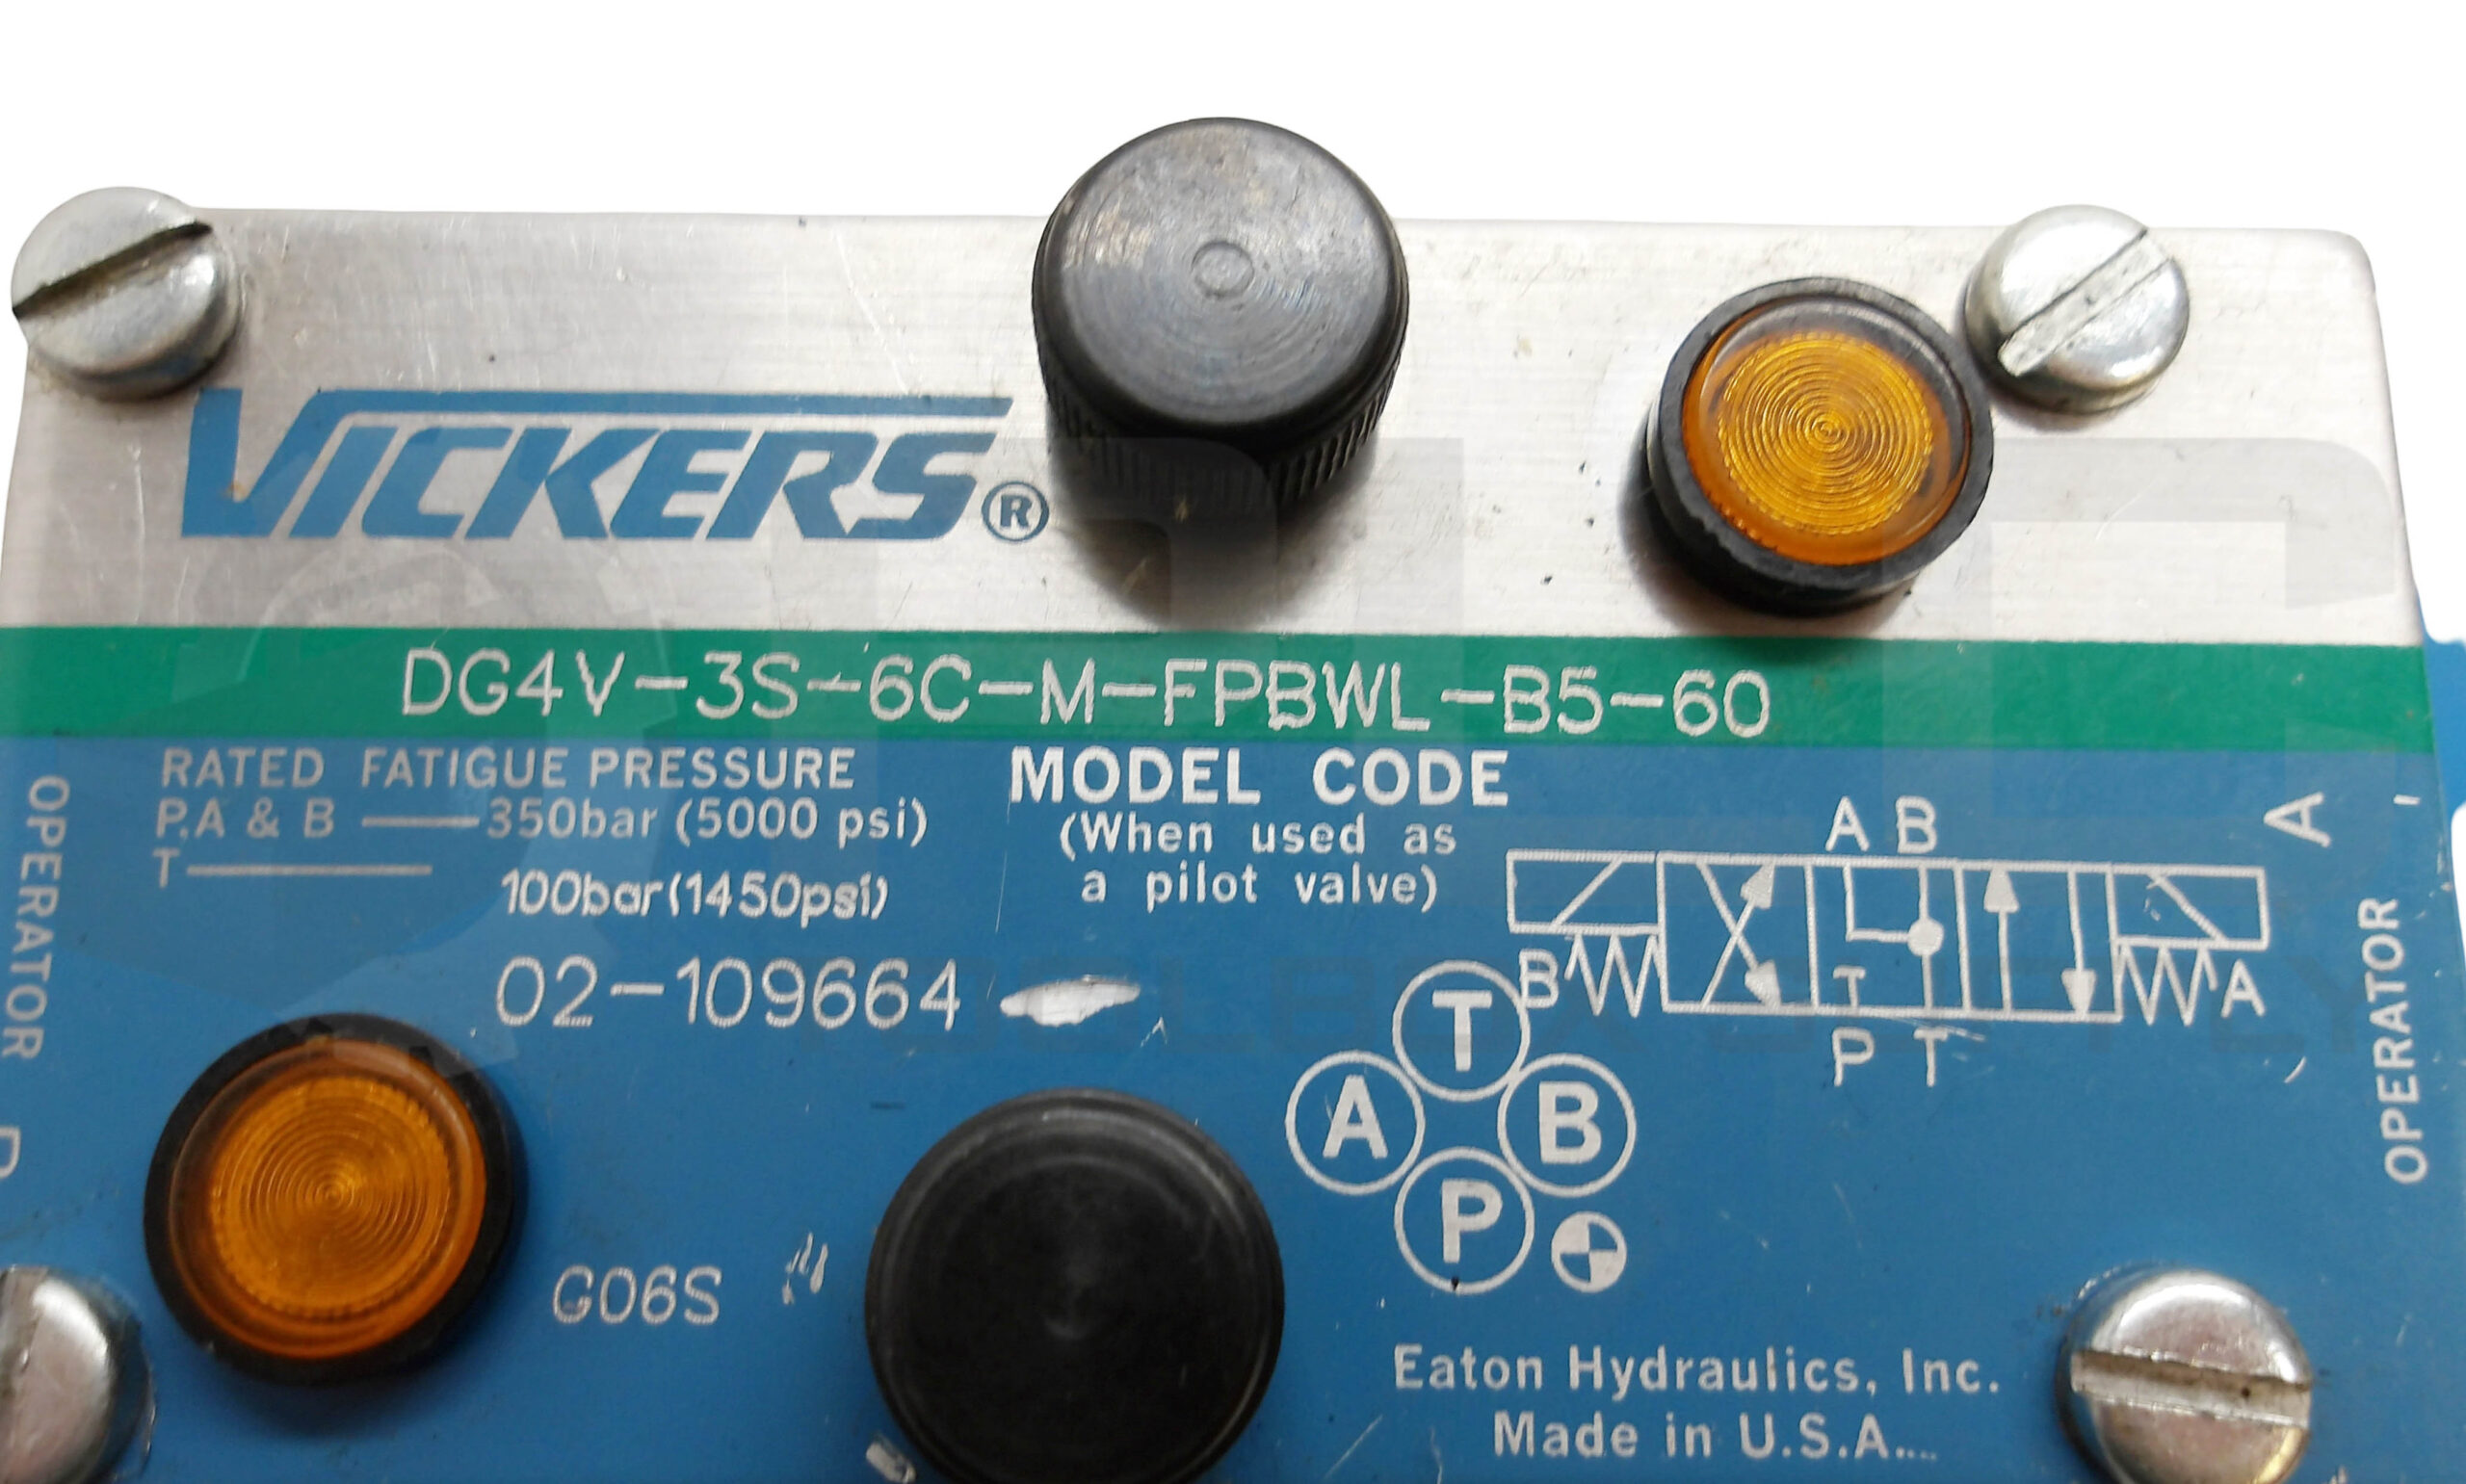 VICKERS®
DG4V-3S-6C-M-FPBWL-B5-60
RATED FATIGUE PRESSURE
P,A & B — 350bar (5000 psi)
T — 100bar(1450psi)
MODEL CODE
(When used as
a pilot valve)
02-109664
A B
B A
P T
T
A B
P
G06S
OPERATOR
A
OPERATOR
Eaton Hydraulics, Inc.
Made in U.S.A.